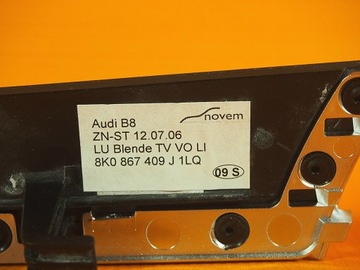 novem
Audi B8
ZN-ST 12.07.06
LU Blende TV VO LI
8K0 867 409 J 1LQ
09 S